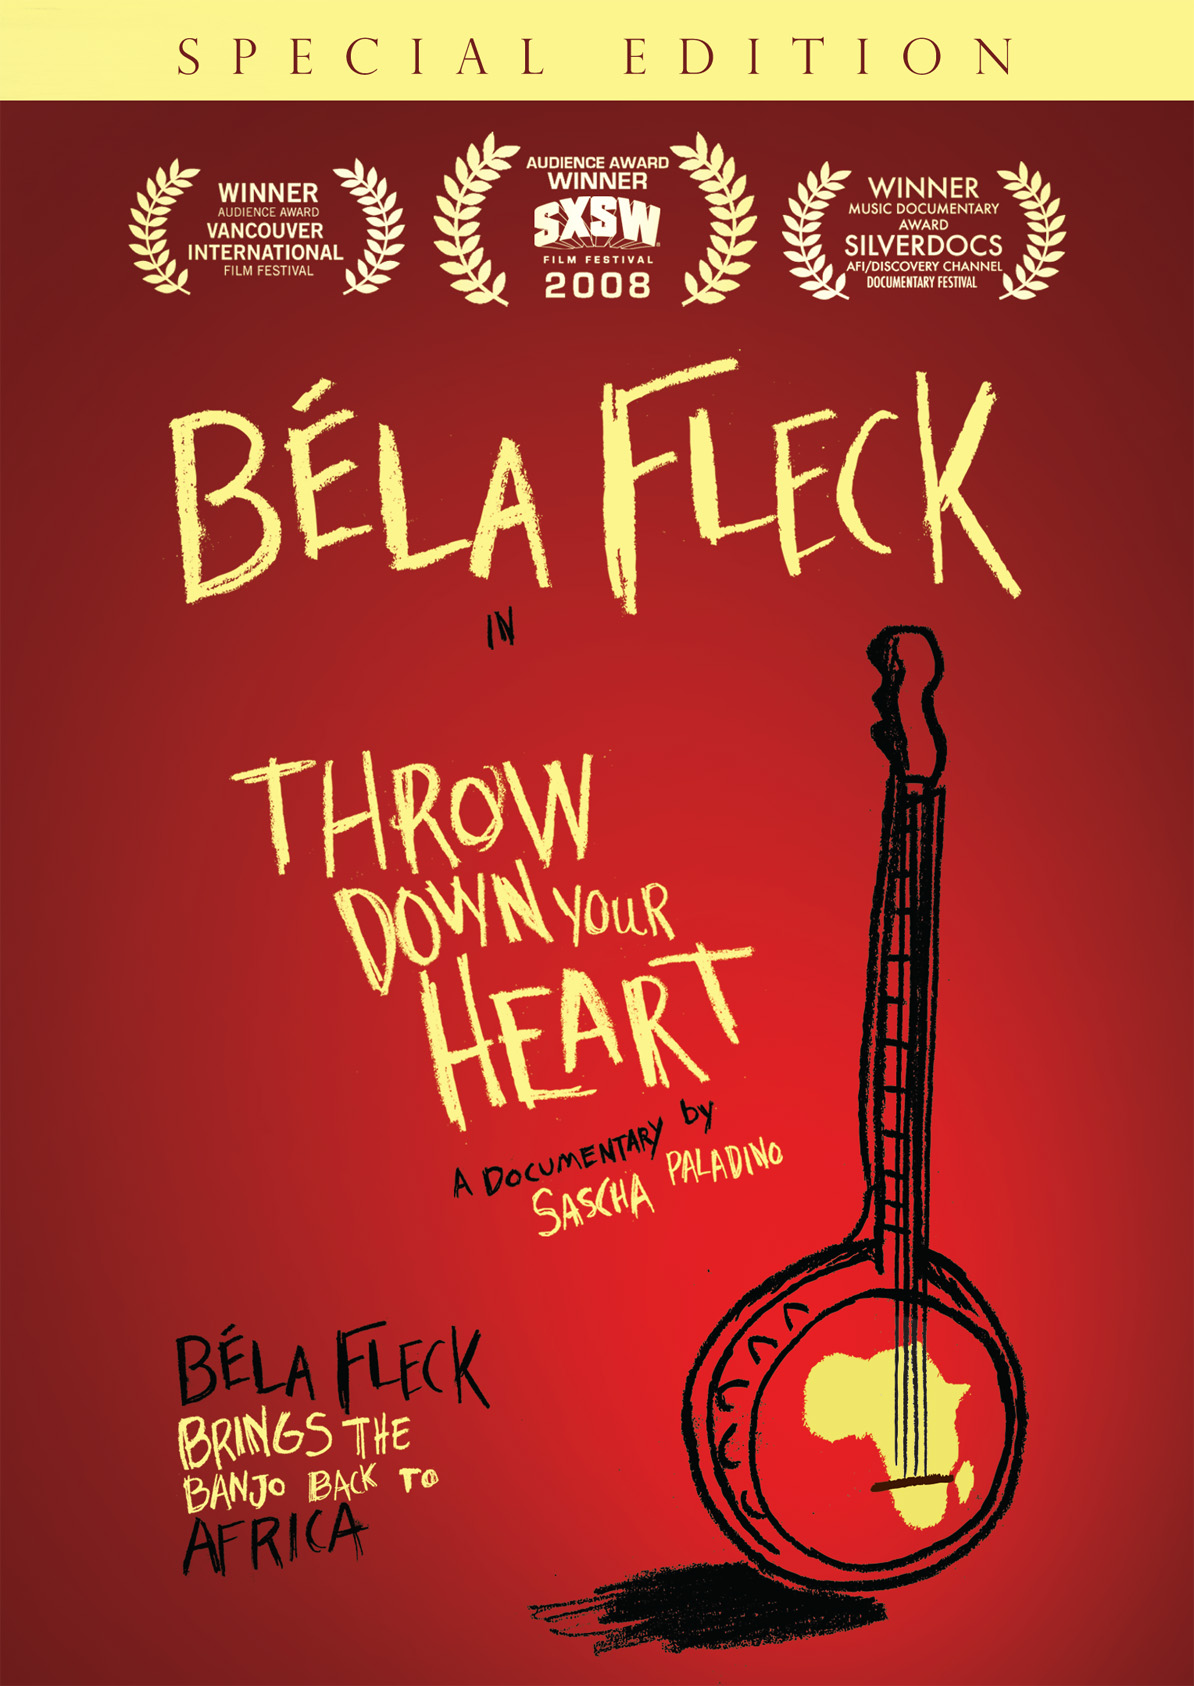 SPECIAL EDITION
WINNER
AUDIENCE AWARD
VANCOUVER
INTERNATIONAL
FILM FESTIVAL
AUDIENCE AWARD
WINNER
SXSW
FILM FESTIVAL
2008
WINNER
MUSIC DOCUMENTARY
AWARD
SILVERDOCS
AFI/DISCOVERY CHANNEL
DOCUMENTARY FESTIVAL
BÉLA FLECK
IN
THROW
DOWN YOUR
HEART
A DOCUMENTARY by
SASCHA PALADINO
BÉLA FLECK
BRINGS THE
BANJO BACK TO
AFRICA